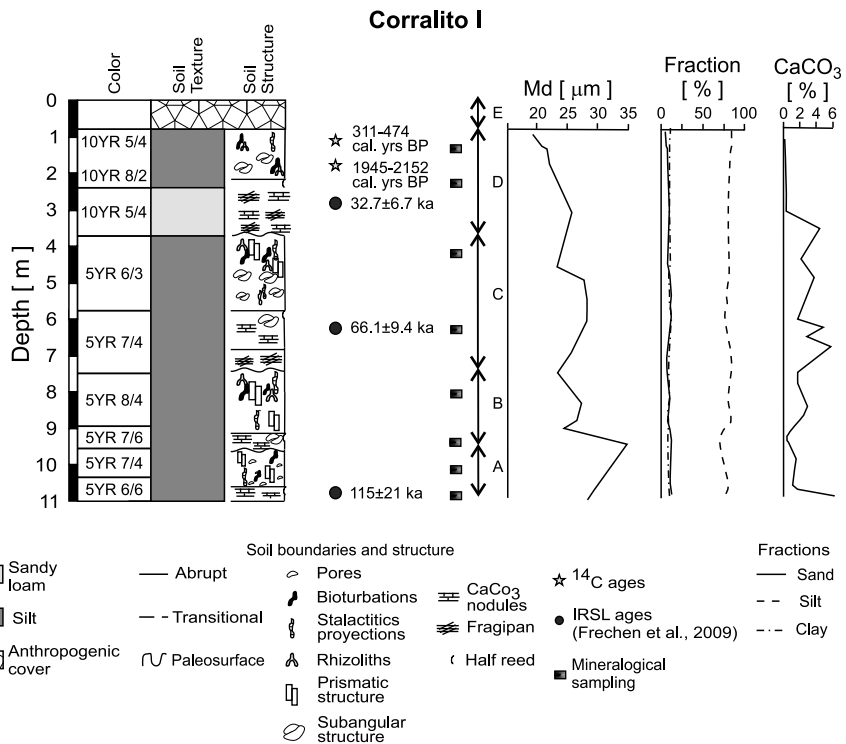 Corralito I
Color
Soil
Texture
Soil
Structure
Md [ μm]
Fraction
[ % ]
CaCO3
[ % ]
20 25 30 35
0 50 100
0 2 4 6
Depth [ m ]
0
1
2
3
4
5
6
7
8
9
10
11
10YR 5/4
10YR 8/2
10YR 5/4
5YR 6/3
5YR 7/4
5YR 8/4
5YR 7/6
5YR 7/4
5YR 6/6
311-474
cal. yrs BP
1945-2152
cal. yrs BP
32.7±6.7 ka
66.1±9.4 ka
115±21 ka
E
D
C
B
A
Sandy
loam
Silt
Anthropogenic
cover
Soil boundaries and structure
Abrupt
Transitional
Paleosurface
Pores
Bioturbations
Stalactitics
proyections
Rhizoliths
Prismatic
structure
Subangular
structure
CaCo3
nodules
Fragipan
Half reed
14C ages
IRSL ages
(Frechen et al., 2009)
Mineralogical
sampling
Fractions
Sand
Silt
Clay